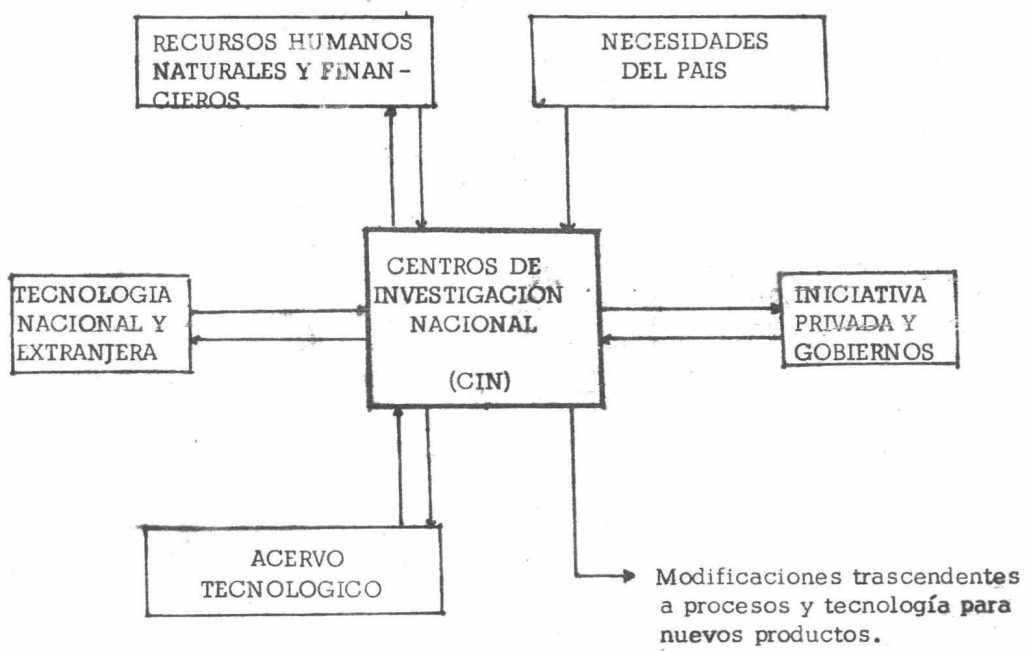 RECURSOS HUMANOS
NATURALES Y FINAN-
CIEROS.
NECESIDADES
DEL PAIS
CENTROS DE
INVESTIGACION
NACIONAL
(CIN)
TECNOLOGIA
NACIONAL Y
EXTRANJERA
INICIATIVA
PRIVADA Y
GOBIERNOS
ACERVO
TECNOLOGICO
Modificaciones trascendentes
a procesos y tecnología para
nuevos productos.